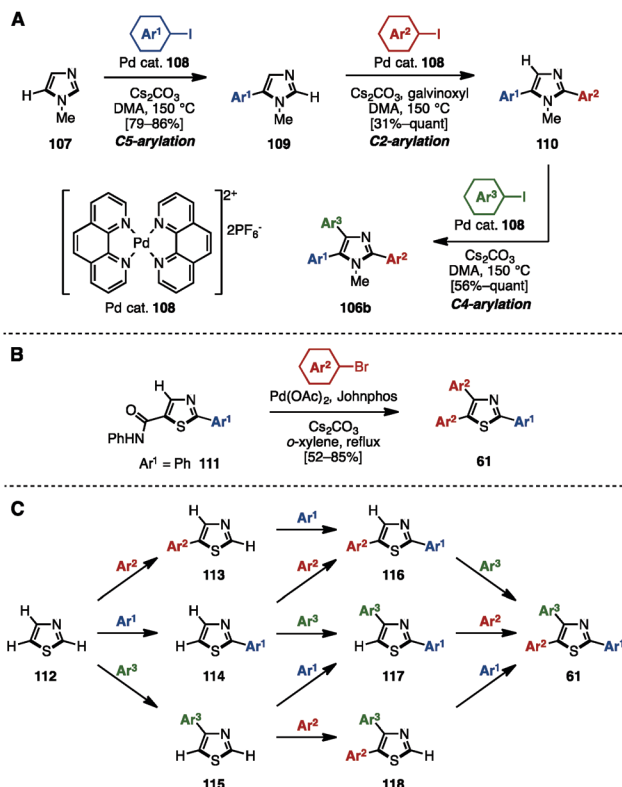 A
Ar1 I
Pd cat. 108
Cs2CO3
DMA, 150 °C
[79–86%]
C5-arylation
Ar2 I
Pd cat. 108
Cs2CO3, galvinoxyl
DMA, 150 °C
[31%–quant]
C2-arylation
N
H
N
Me
107
N
Ar1
N
H
Me
109
H
N
Ar1
N
Ar2
Me
110
2+
2PF6-
N N
Pd
N N
Pd cat. 108
Ar3
N
Ar1
N
Ar2
Me
106b
Ar3 I
Pd cat. 108
Cs2CO3
DMA, 150 °C
[56%–quant]
C4-arylation
B
H
N
O
S
Ar1
PhHN
Ar1 = Ph 111
Ar2 Br
Pd(OAc)2, Johnphos
Cs2CO3
o-xylene, reflux
[52–85%]
Ar2
N
Ar2
S
Ar1
61
C
H
N
Ar2
S
H
113
Ar1
H
N
Ar2
S
Ar1
116
Ar2
Ar2
Ar3
H
N
H
S
H
112
Ar1
H
N
H
S
Ar1
114
Ar3
Ar3
N
H
S
Ar1
117
Ar2
Ar3
N
Ar2
S
Ar1
61
Ar3
Ar1
Ar1
Ar3
N
H
S
H
115
Ar2
Ar3
N
Ar2
S
H
118